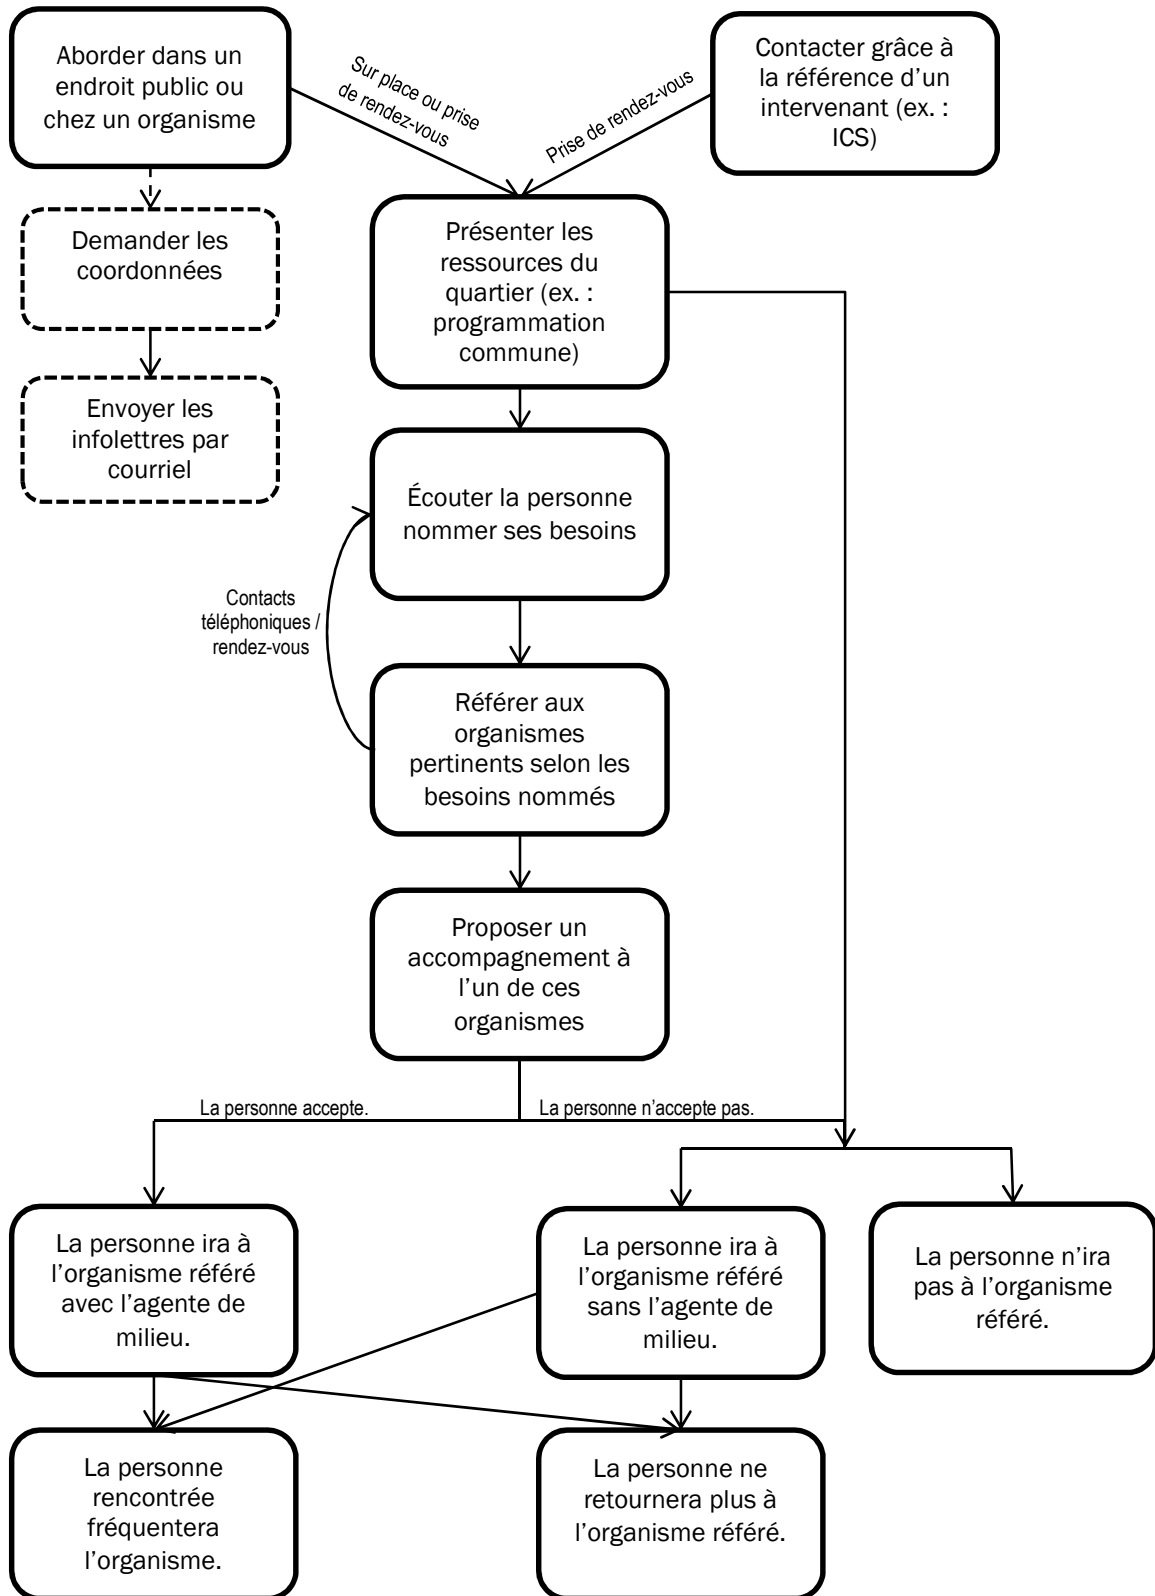 Aborder dans un
endroit public ou
chez un organisme
Sur place ou prise
de rendez-vous
Prise de rendez-vous
Contacter grâce à
la référence d'un
intervenant (ex. :
ICS)
Demander les
coordonnées
Présenter les
ressources du
quartier (ex. :
programmation
commune)
Envoyer les
infolettres par
courriel
Écouter la personne
nommer ses besoins
Contacts
téléphoniques /
rendez-vous
Référer aux
organismes
pertinents selon les
besoins nommés
Proposer un
accompagnement à
l'un de ces
organismes
La personne accepte.
La personne n'accepte pas.
La personne ira à
l'organisme référé
avec l'agente de
milieu.
La personne ira à
l'organisme référé
sans l'agente de
milieu.
La personne n'ira
pas à l'organisme
référé.
La personne
rencontrée
fréquentera
l'organisme.
La personne ne
retournera plus à
l'organisme référé.